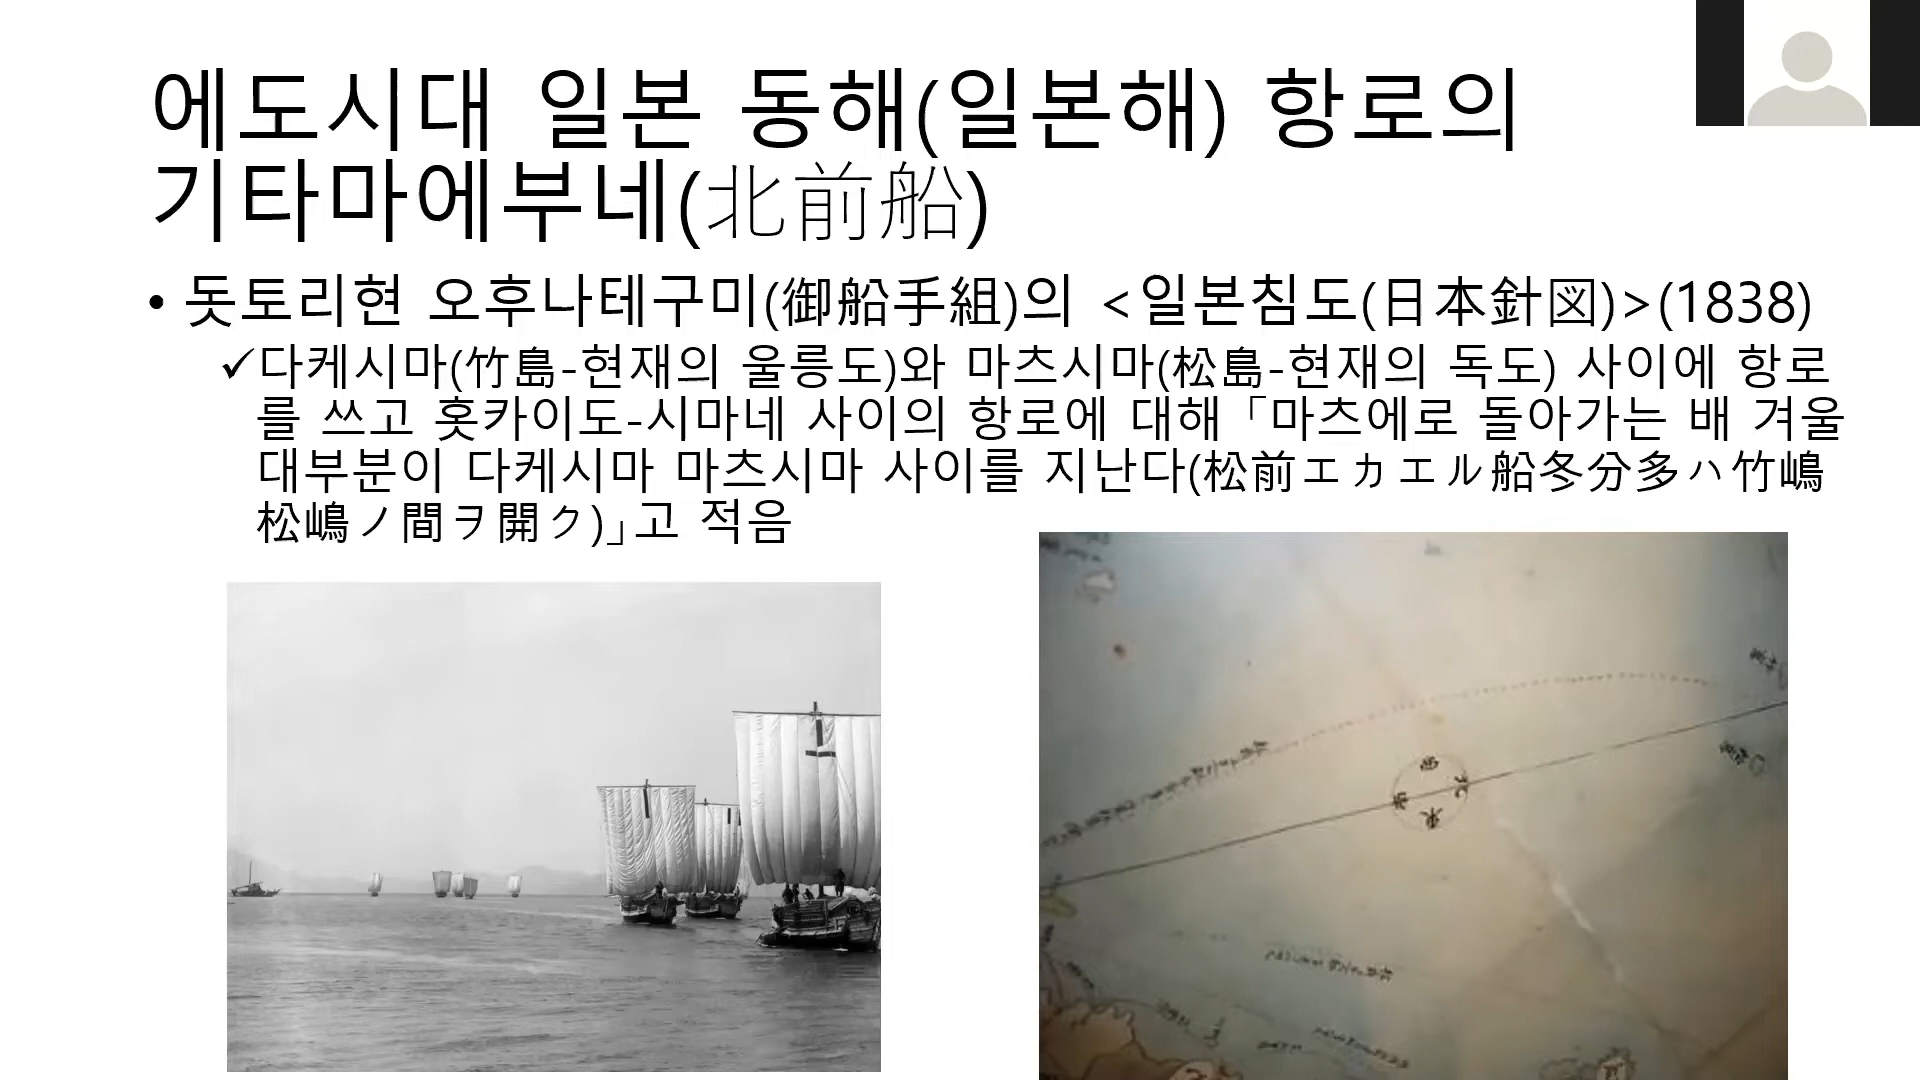 에도시대 일본 동해(일본해) 항로의
기타마에부네(北前船)
• 돗토리현 오후나테구미(御船手組)의 <일본침도(日本針図)>(1838)
✓다케시마(竹島-현재의 울릉도)와 마츠시마(松島-현재의 독도) 사이에 항로
를 쓰고 홋카이도-시마네 사이의 항로에 대해「마츠에로 돌아가는 배 겨울
대부분이 다케시마 마츠시마 사이를 지난다(松前エカエル船冬分多ハ竹嶋
松嶋ノ間ヲ開ク)」고 적음
西
北
南
東